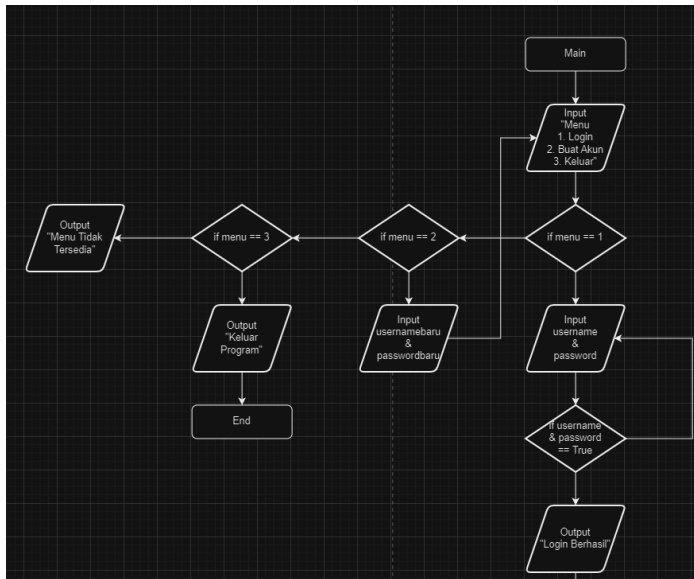 Main
Input
"Menu
1. Login
2. Buat Akun
3. Keluar"
if menu == 1
if menu == 2
if menu == 3
Output
"Menu Tidak
Tersedia"
Output
"Keluar
Program"
Input
usernamebaru
&
passwordbaru
Input
username
&
password
End
If username
& password
== True
Output
"Login Berhasil"